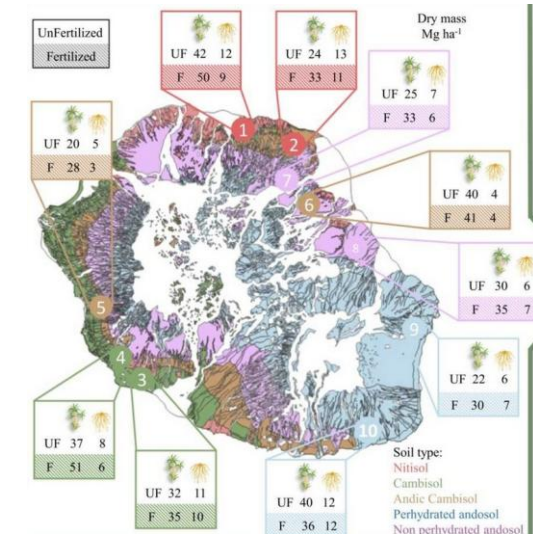 UnFertilized
Fertilized
Dry mass
Mg ha⁻¹
UF 42 12
F 50 9
UF 24 13
F 33 11
UF 25 7
F 33 6
UF 20 5
F 28 3
UF 40 4
F 41 4
UF 30 6
F 35 7
UF 22 6
F 30 7
UF 37 8
F 51 6
UF 32 11
F 35 10
UF 40 12
F 36 12
1
2
7
6
8
5
9
4
3
10
Soil type:
Nitisol
Cambisol
Andic Cambisol
Perhydrated andosol
Non perhydrated andosol